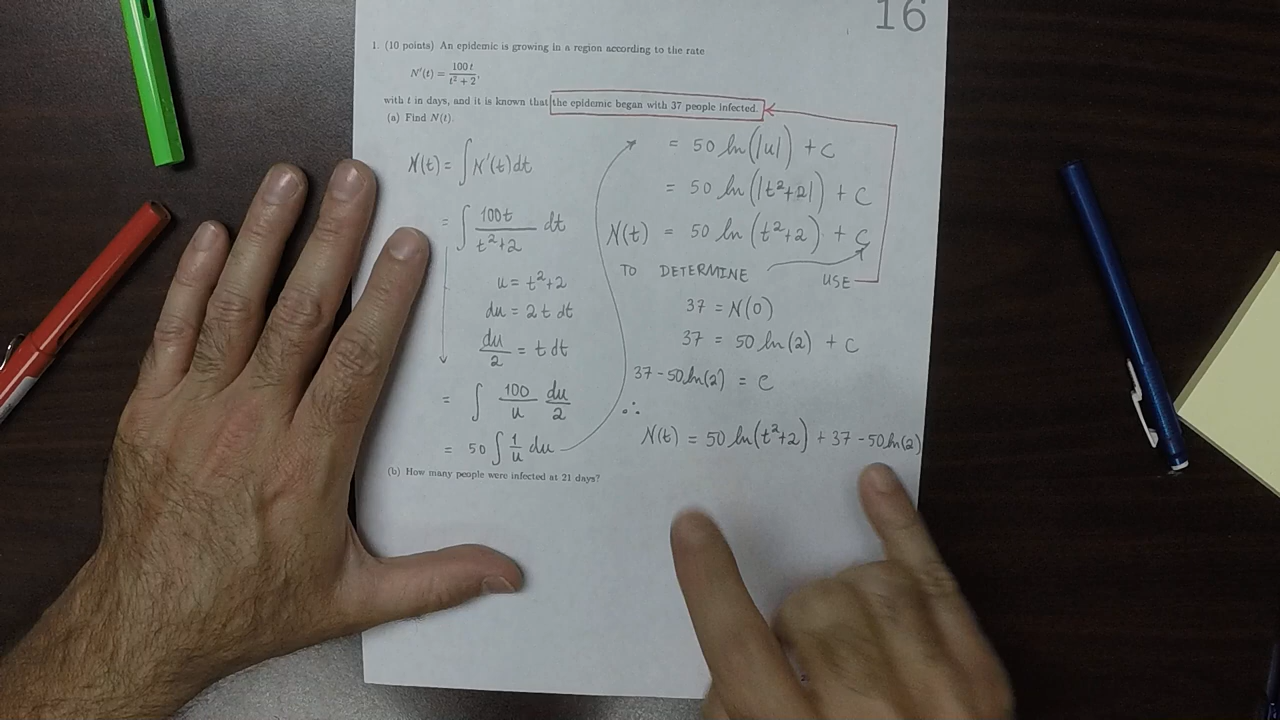 16
1. (10 points) An epidemic is growing in a region according to the rate
N'(t) = 100 t / t² + 2,
with t in days, and it is known that the epidemic began with 37 people infected.
(a) Find N(t).
N(t) = ∫ N'(t) dt
= ∫ 100t / t²+2 dt
u = t²+2
du = 2 t dt
du/2 = t dt
= ∫ 100/u du/2
= 50 ∫ 1/u du
= 50 ln(|u|) + C
= 50 ln(|t²+2|) + C
N(t) = 50 ln(t²+2) + C
TO DETERMINE
USE
37 = N(0)
37 = 50 ln(2) + C
37 - 50 ln(2) = C
∴
N(t) = 50 ln(t²+2) + 37 - 50 ln(2)
(b) How many people were infected at 21 days?